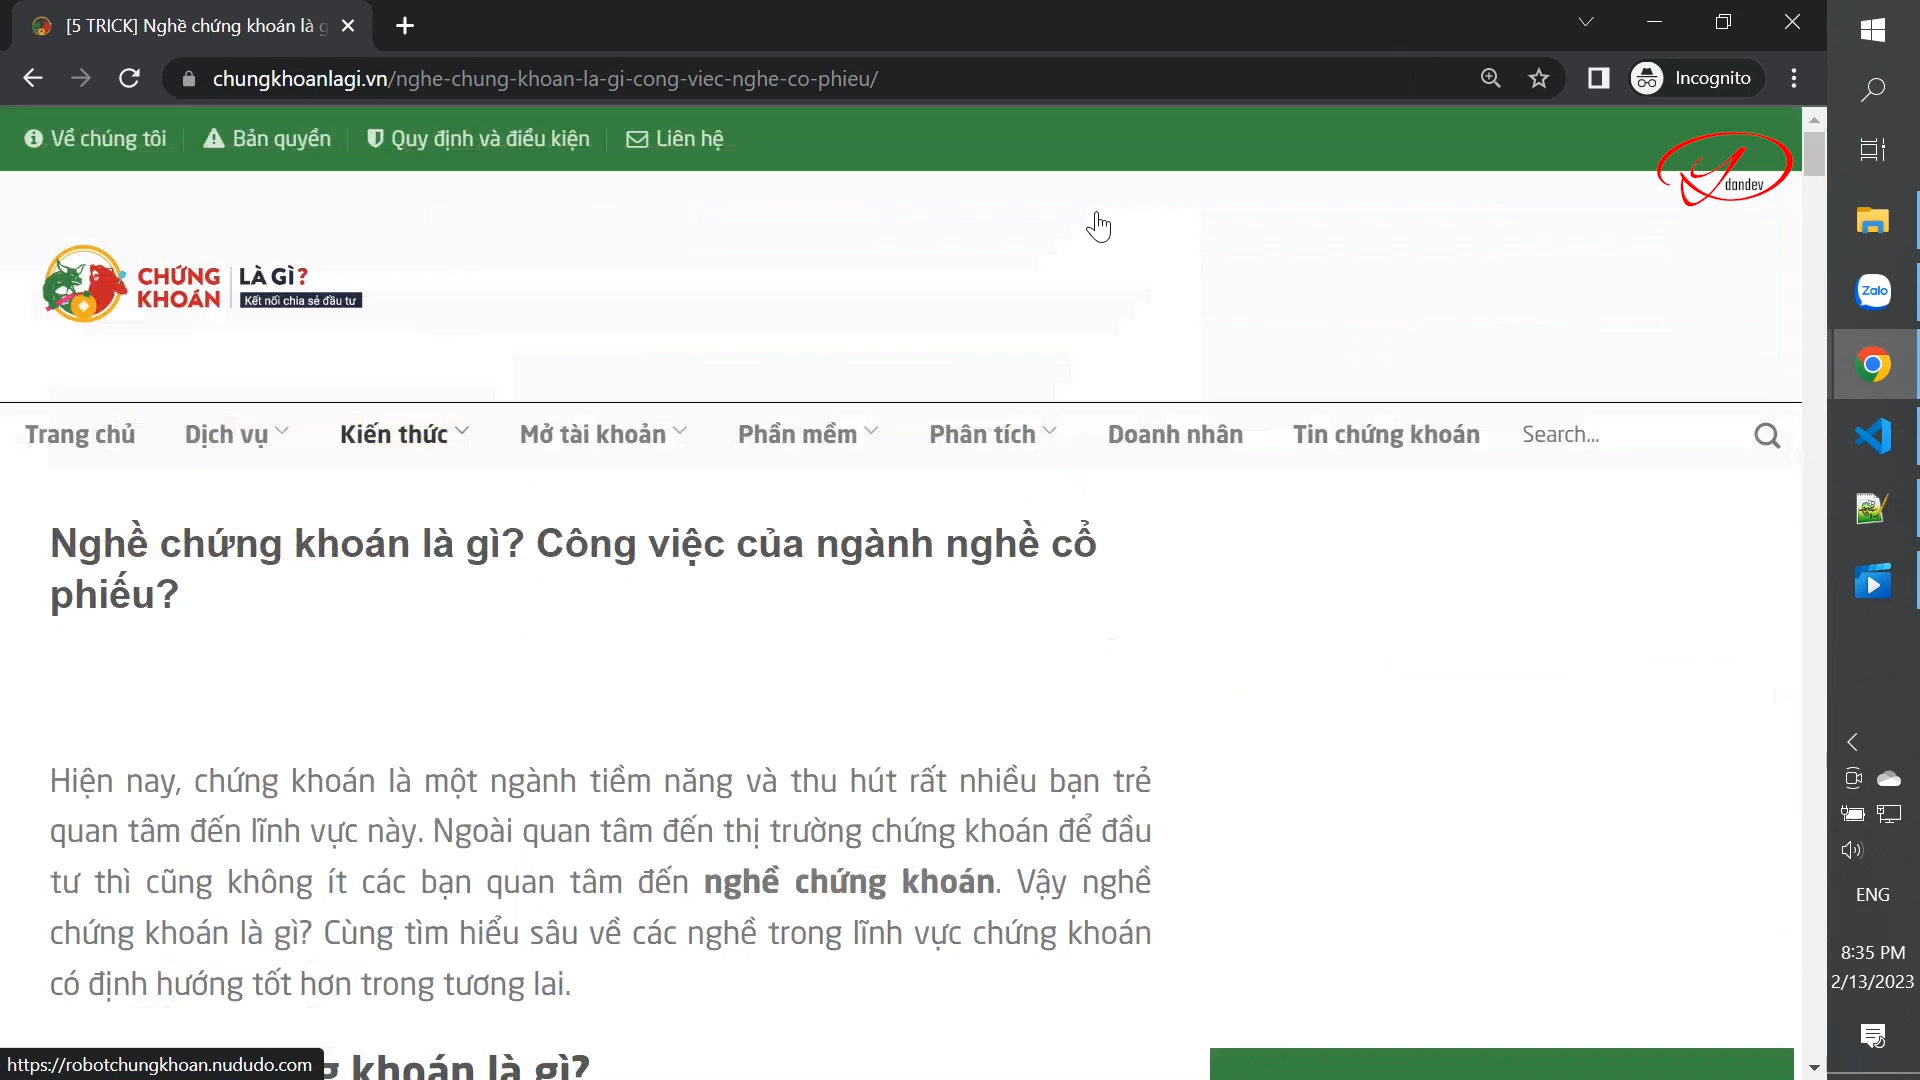 [5 TRICK] Nghề chứng khoán là g
chungkhoanlagi.vn/nghe-chung-khoan-la-gi-cong-viec-nghe-co-phieu/
Incognito
Về chúng tôi
Bản quyền
Quy định và điều kiện
Liên hệ
dandev
CHỨNG KHOÁN
LÀ GÌ?
Kết nối chia sẻ đầu tư
Zalo
Trang chủ
Dịch vụ
Kiến thức
Mở tài khoản
Phần mềm
Phân tích
Doanh nhân
Tin chứng khoán
Search...
Nghề chứng khoán là gì? Công việc của ngành nghề cổ
phiếu?
Hiện nay, chứng khoán là một ngành tiềm năng và thu hút rất nhiều bạn trẻ
quan tâm đến lĩnh vực này. Ngoài quan tâm đến thị trường chứng khoán để đầu
tư thì cũng không ít các bạn quan tâm đến nghề chứng khoán. Vậy nghề
chứng khoán là gì? Cùng tìm hiểu sâu về các nghề trong lĩnh vực chứng khoán
có định hướng tốt hơn trong tương lai.
khoán là gì?
https://robotchungkhoan.nududo.com
ENG
8:35 PM
2/13/2023